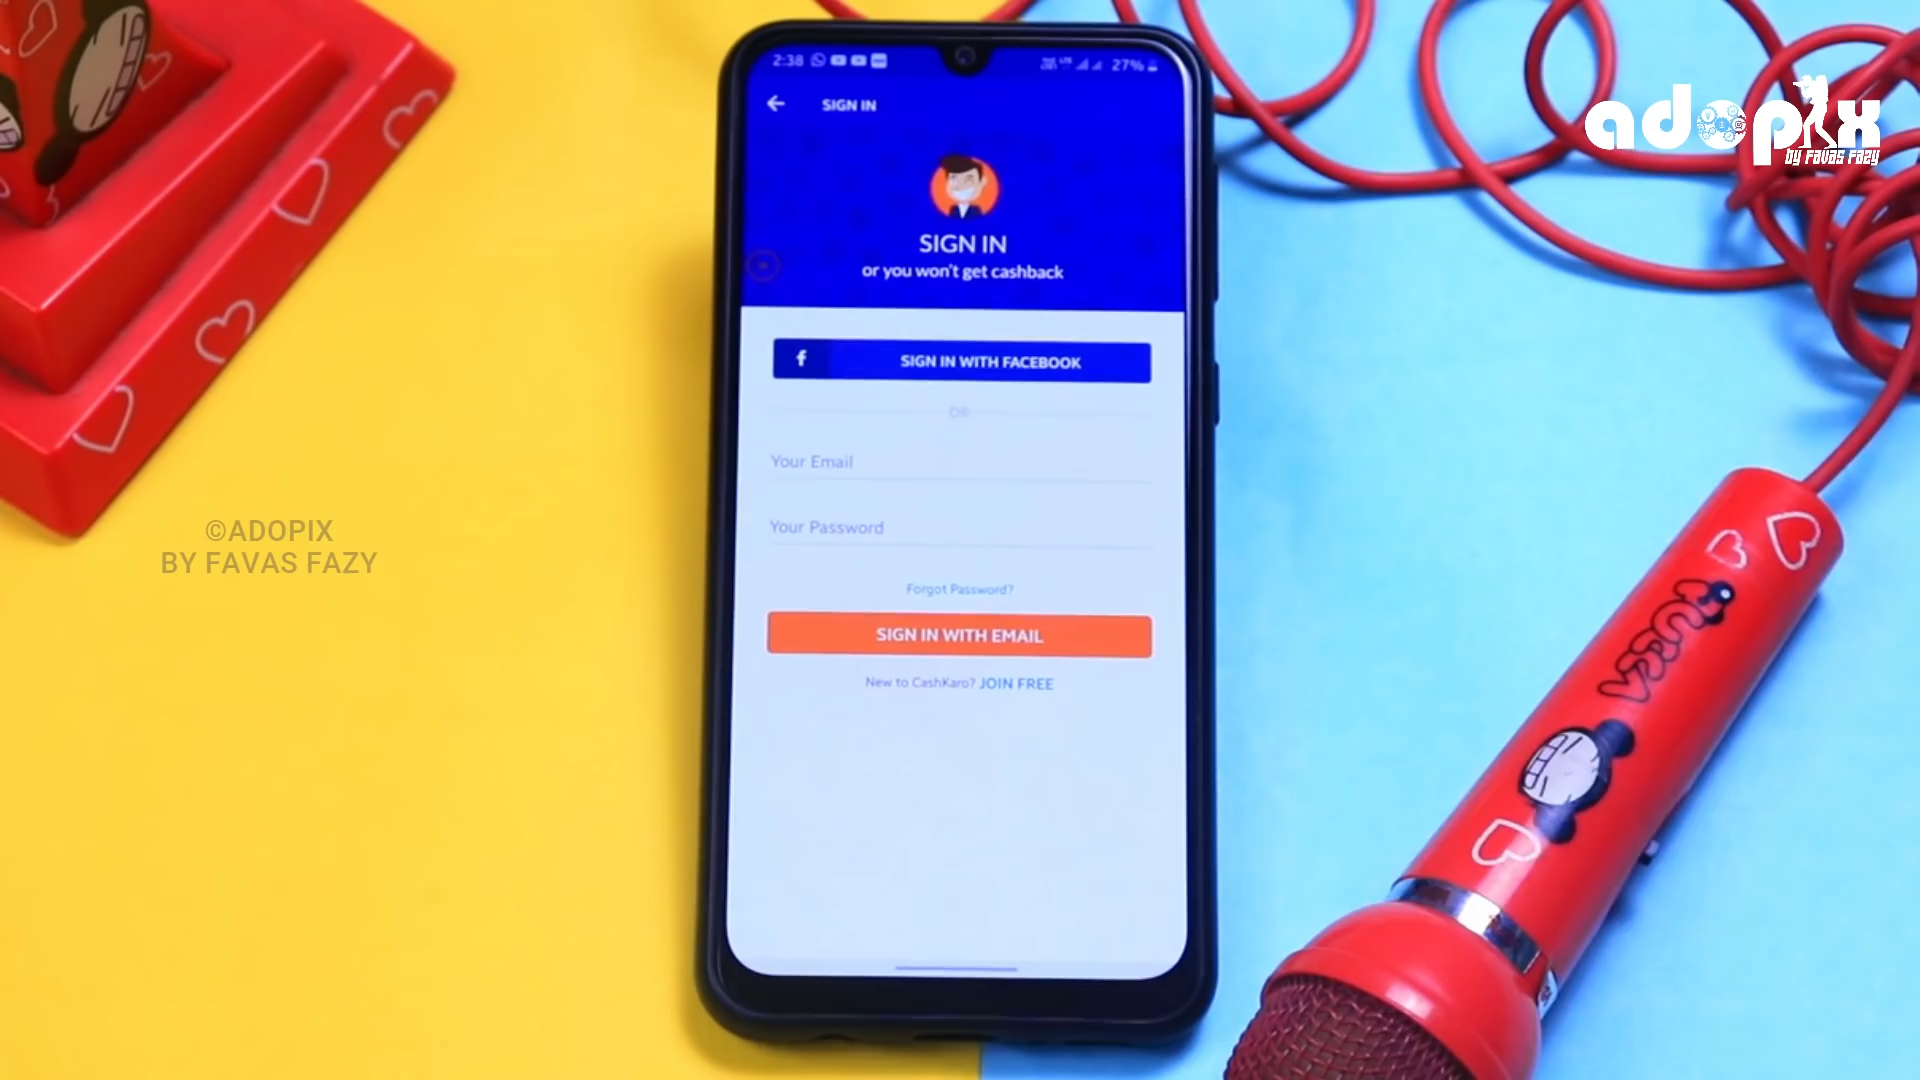 2:38
27%
SIGN IN
SIGN IN
or you won't get cashback
f
SIGN IN WITH FACEBOOK
OR
Your Email
Your Password
Forgot Password?
SIGN IN WITH EMAIL
New to CashKaro? JOIN FREE
adopix
BY FAVAS FAZY
©ADOPIX
BY FAVAS FAZY